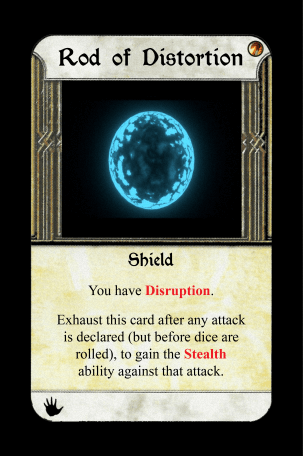 Rod of Distortion
Shield
You have Disruption.
Exhaust this card after any attack
is declared (but before dice are
rolled), to gain the Stealth
ability against that attack.